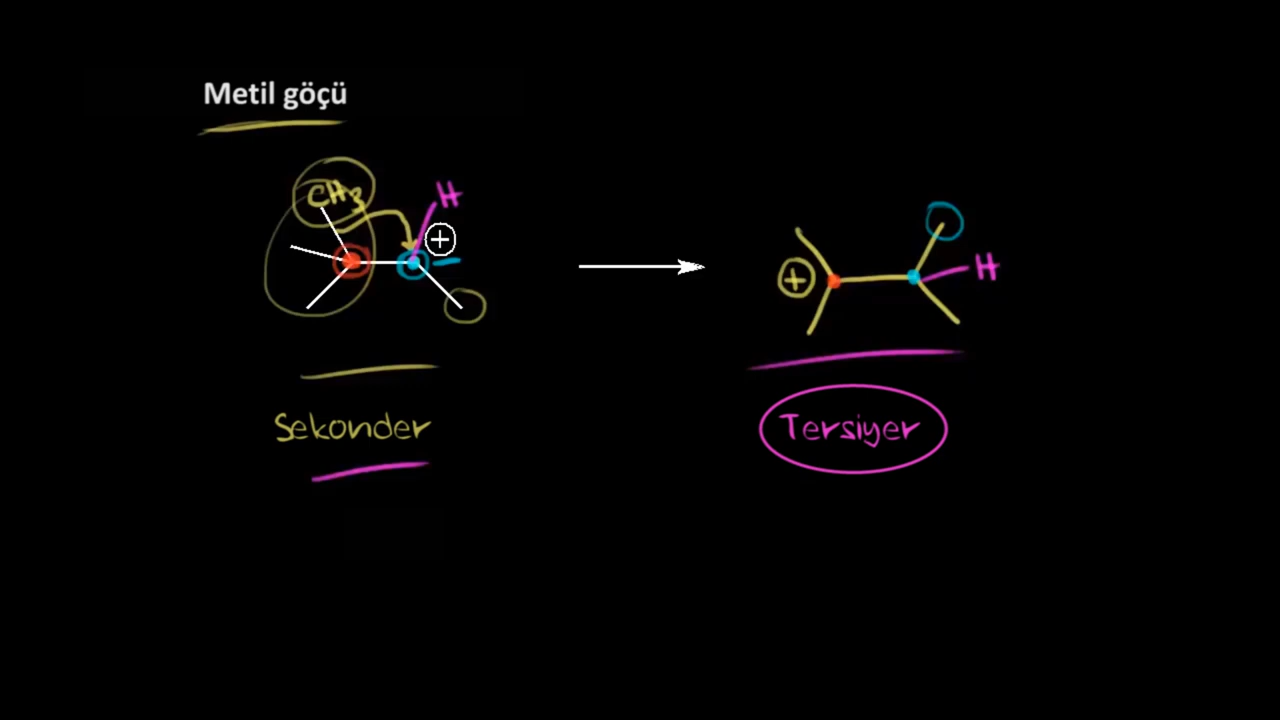 Metil göçü
CH3
H
+
+
H
Sekonder
Tersiyer